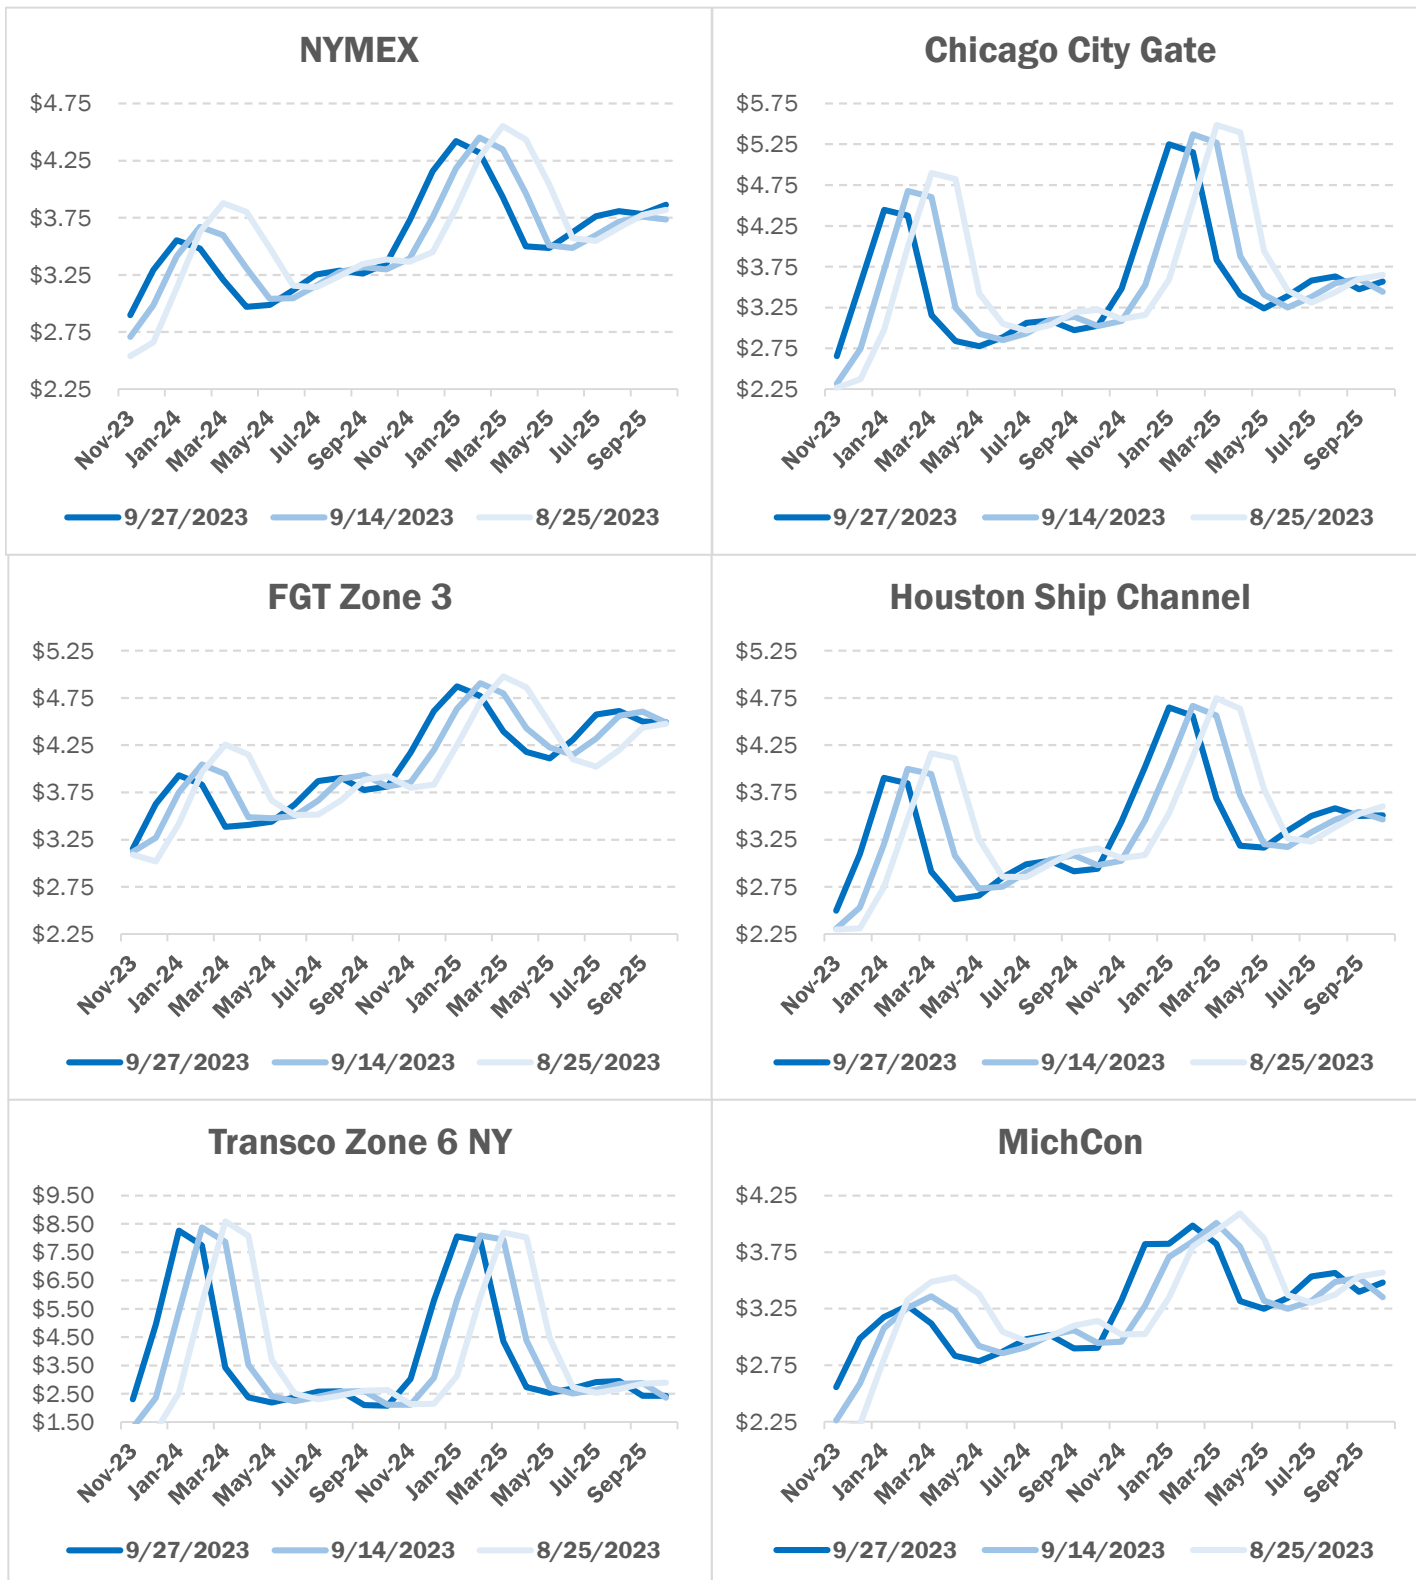 NYMEX
$4.75
$4.25
$3.75
$3.25
$2.75
$2.25
Nov-23 Jan-24 Mar-24 May-24 Jul-24 Sep-24 Nov-24 Jan-25 Mar-25 May-25 Jul-25 Sep-25
9/27/2023 9/14/2023 8/25/2023
Chicago City Gate
$5.75
$5.25
$4.75
$4.25
$3.75
$3.25
$2.75
$2.25
Nov-23 Jan-24 Mar-24 May-24 Jul-24 Sep-24 Nov-24 Jan-25 Mar-25 May-25 Jul-25 Sep-25
9/27/2023 9/14/2023 8/25/2023
FGT Zone 3
$5.25
$4.75
$4.25
$3.75
$3.25
$2.75
$2.25
Nov-23 Jan-24 Mar-24 May-24 Jul-24 Sep-24 Nov-24 Jan-25 Mar-25 May-25 Jul-25 Sep-25
9/27/2023 9/14/2023 8/25/2023
Houston Ship Channel
$5.25
$4.75
$4.25
$3.75
$3.25
$2.75
$2.25
Nov-23 Jan-24 Mar-24 May-24 Jul-24 Sep-24 Nov-24 Jan-25 Mar-25 May-25 Jul-25 Sep-25
9/27/2023 9/14/2023 8/25/2023
Transco Zone 6 NY
$9.50
$8.50
$7.50
$6.50
$5.50
$4.50
$3.50
$2.50
$1.50
Nov-23 Jan-24 Mar-24 May-24 Jul-24 Sep-24 Nov-24 Jan-25 Mar-25 May-25 Jul-25 Sep-25
9/27/2023 9/14/2023 8/25/2023
MichCon
$4.25
$3.75
$3.25
$2.75
$2.25
Nov-23 Jan-24 Mar-24 May-24 Jul-24 Sep-24 Nov-24 Jan-25 Mar-25 May-25 Jul-25 Sep-25
9/27/2023 9/14/2023 8/25/2023